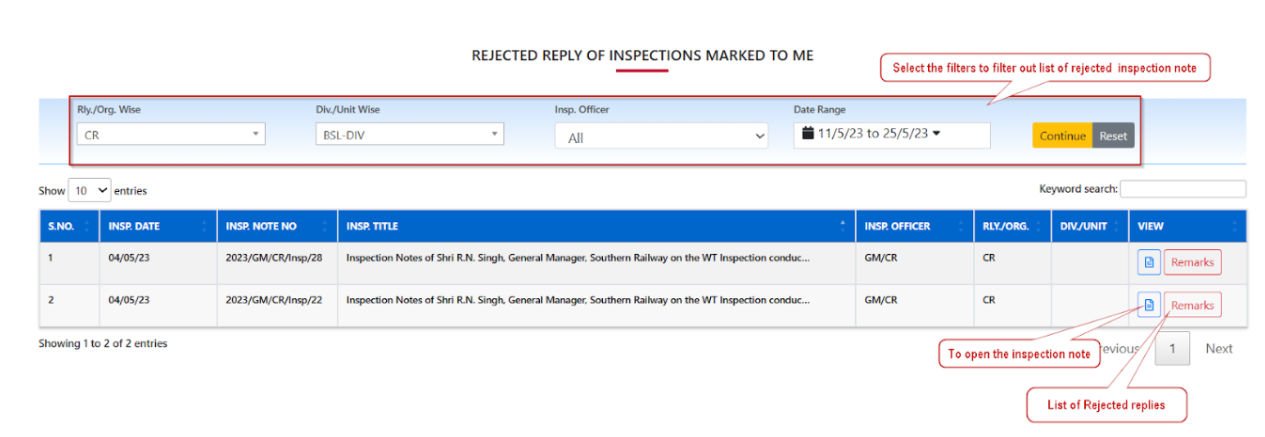 REJECTED REPLY OF INSPECTIONS MARKED TO ME
Select the filters to filter out list of rejected inspection note
Rly./Org. Wise Div./Unit Wise Insp. Officer Date Range
CR BSL-DIV All 11/5/23 to 25/5/23 Continue Reset
Show 10 entries Keyword search:
S.NO. INSP. DATE INSP. NOTE NO INSP. TITLE INSP. OFFICER RLY./ORG. DIV./UNIT VIEW
1 04/05/23 2023/GM/CR/Insp/28 Inspection Notes of Shri R.N. Singh, General Manager, Southern Railway on the WT Inspection conduc... GM/CR CR Remarks
2 04/05/23 2023/GM/CR/Insp/22 Inspection Notes of Shri R.N. Singh, General Manager, Southern Railway on the WT Inspection conduc... GM/CR CR Remarks
Showing 1 to 2 of 2 entries 1 Next
To open the inspection note
List of Rejected replies